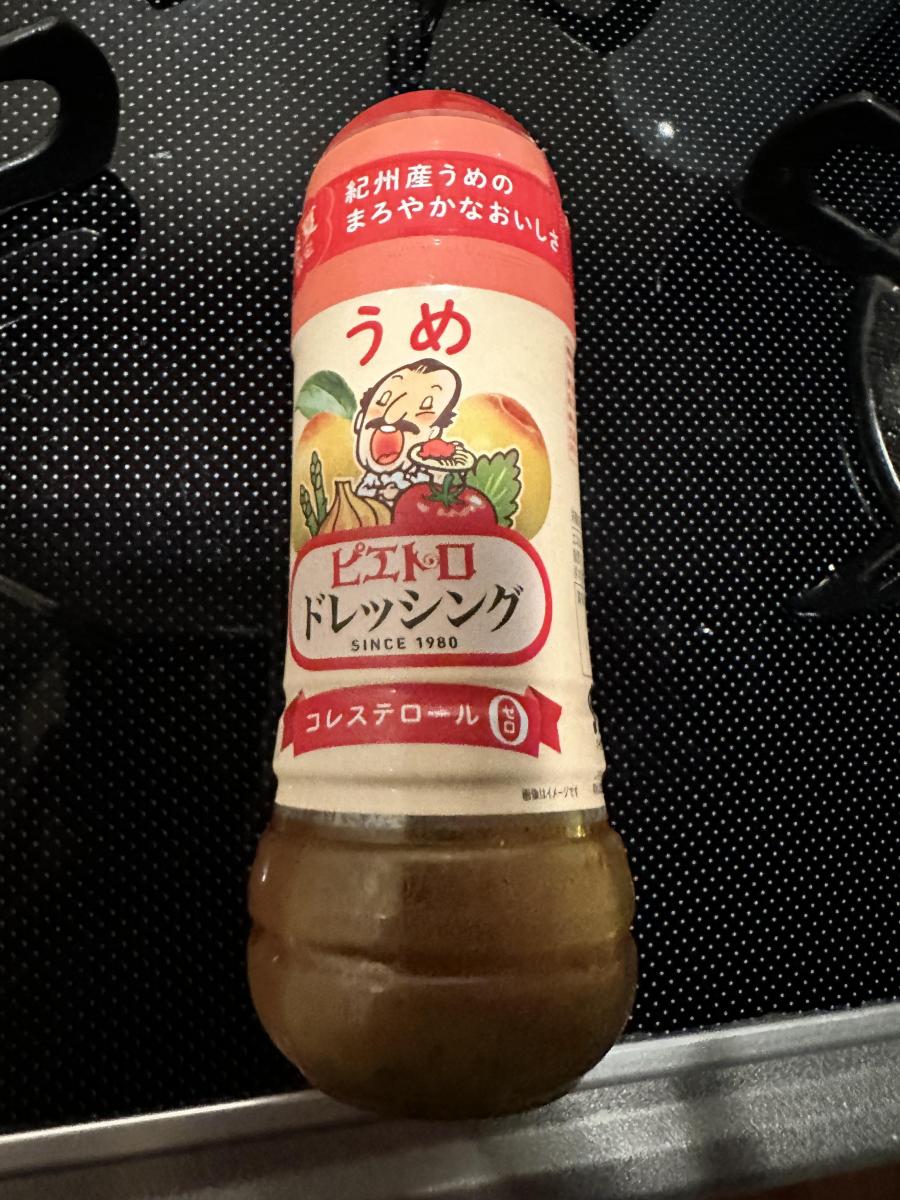 紀州産うめの
まろやかなおいしさ
うめ
ピエトロ
ドレッシング
SINCE 1980
コレステロール 0 ゼロ
画像はイメージです